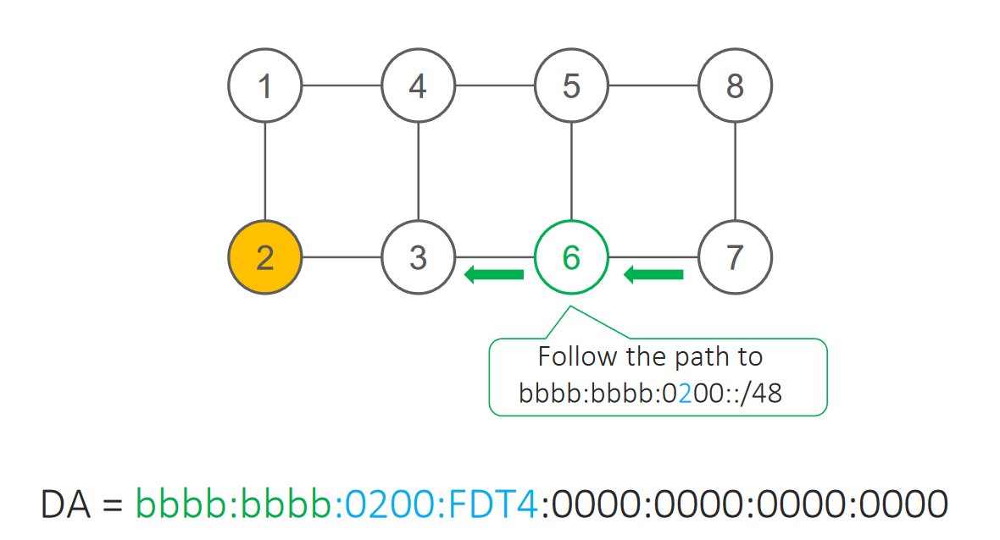 1 4 5 8
2 3 6 7
Follow the path to
bbbb:bbbb:0200::/48
DA = bbbb:bbbb:0200:FDT4:0000:0000:0000:0000